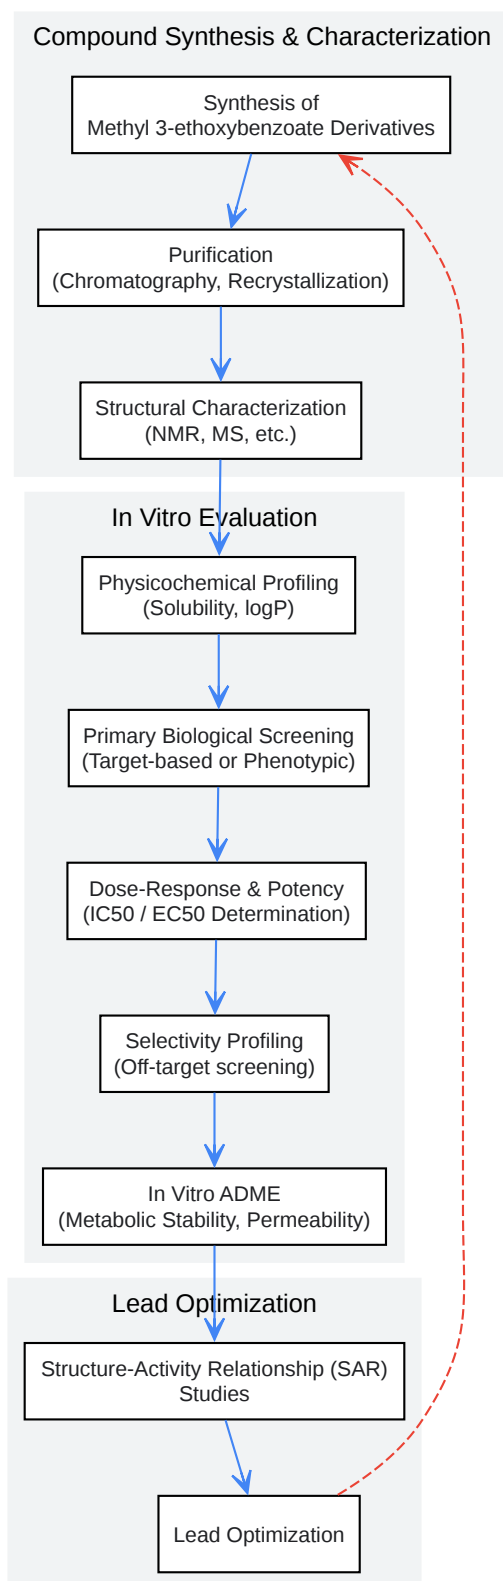 Compound Synthesis & Characterization
Synthesis of
Methyl 3-ethoxybenzoate Derivatives
Purification
(Chromatography, Recrystallization)
Structural Characterization
(NMR, MS, etc.)
In Vitro Evaluation
Physicochemical Profiling
(Solubility, logP)
Primary Biological Screening
(Target-based or Phenotypic)
Dose-Response & Potency
(IC50 / EC50 Determination)
Selectivity Profiling
(Off-target screening)
In Vitro ADME
(Metabolic Stability, Permeability)
Lead Optimization
Structure-Activity Relationship (SAR)
Studies
Lead Optimization